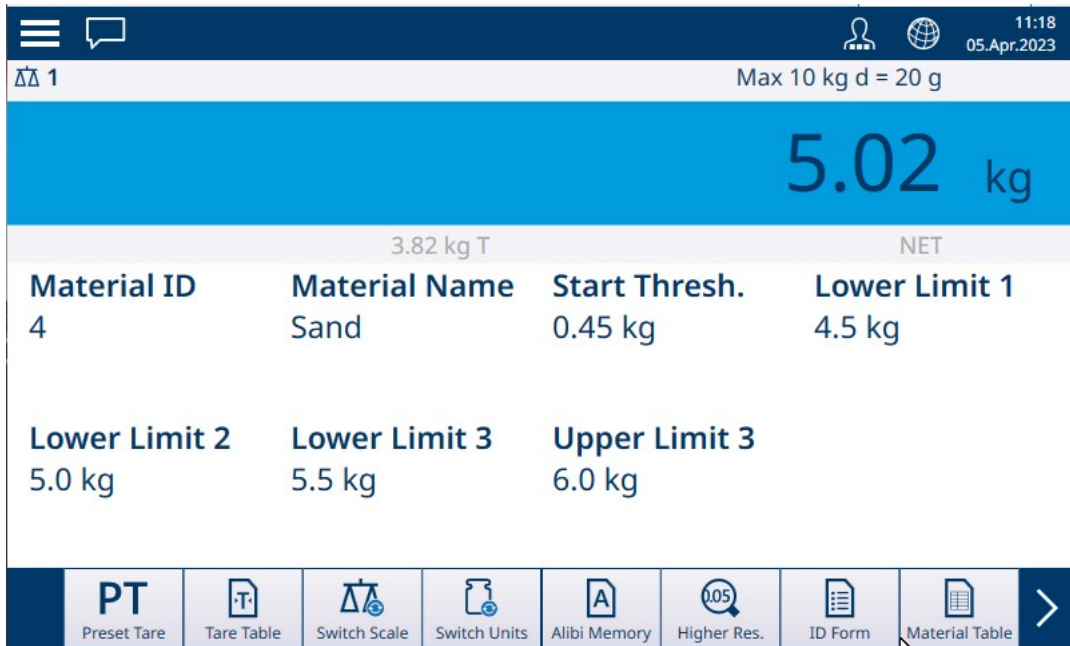 11:18
05.Apr.2023
1 Max 10 kg d = 20 g
5.02 kg
3.82 kg T NET
Material ID Material Name Start Thresh. Lower Limit 1
4 Sand 0.45 kg 4.5 kg
Lower Limit 2 Lower Limit 3 Upper Limit 3
5.0 kg 5.5 kg 6.0 kg
PT T A 0.05
Preset Tare Tare Table Switch Scale Switch Units Alibi Memory Higher Res. ID Form Material Table